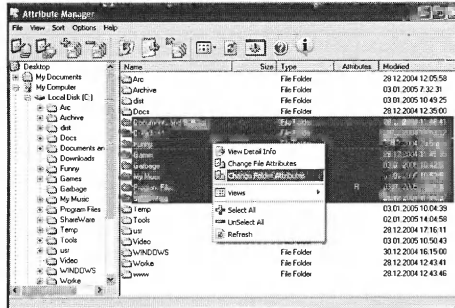 Attribute Manager
File View Sort Options Help
Desktop
My Documents
My Computer
Local Disk (C:)
Arc
Archive
dist
Docs
Documents an
Downloads
Funny
Games
Garbage
My Music
Program Files
ShareWare
Temp
Tools
usr
Video
WINDOWS
Works
Name Size Type Attributes Modified
Arc File Folder 28.12.2004 12:05:58
Archive File Folder 03.01.2005 7:32:31
dist File Folder 03.01.2005 10:49:25
Docs File Folder 28.12.2004 12:35:00
Funny
Games
Garbage
My Music
Program Files R
Temp File Folder 03.01.2005 10:04:39
Tools File Folder 02.01.2005 14:04:58
usr File Folder 28.12.2004 17:16:11
Video File Folder 03.01.2005 10:50:43
WINDOWS File Folder 30.12.2004 16:15:00
Works File Folder 28.12.2004 12:43:41
www File Folder 28.12.2004 12:43:46
View Detail Info
Change File Attributes
Change Folder Attributes
Views
Select All
UnSelect All
Refresh